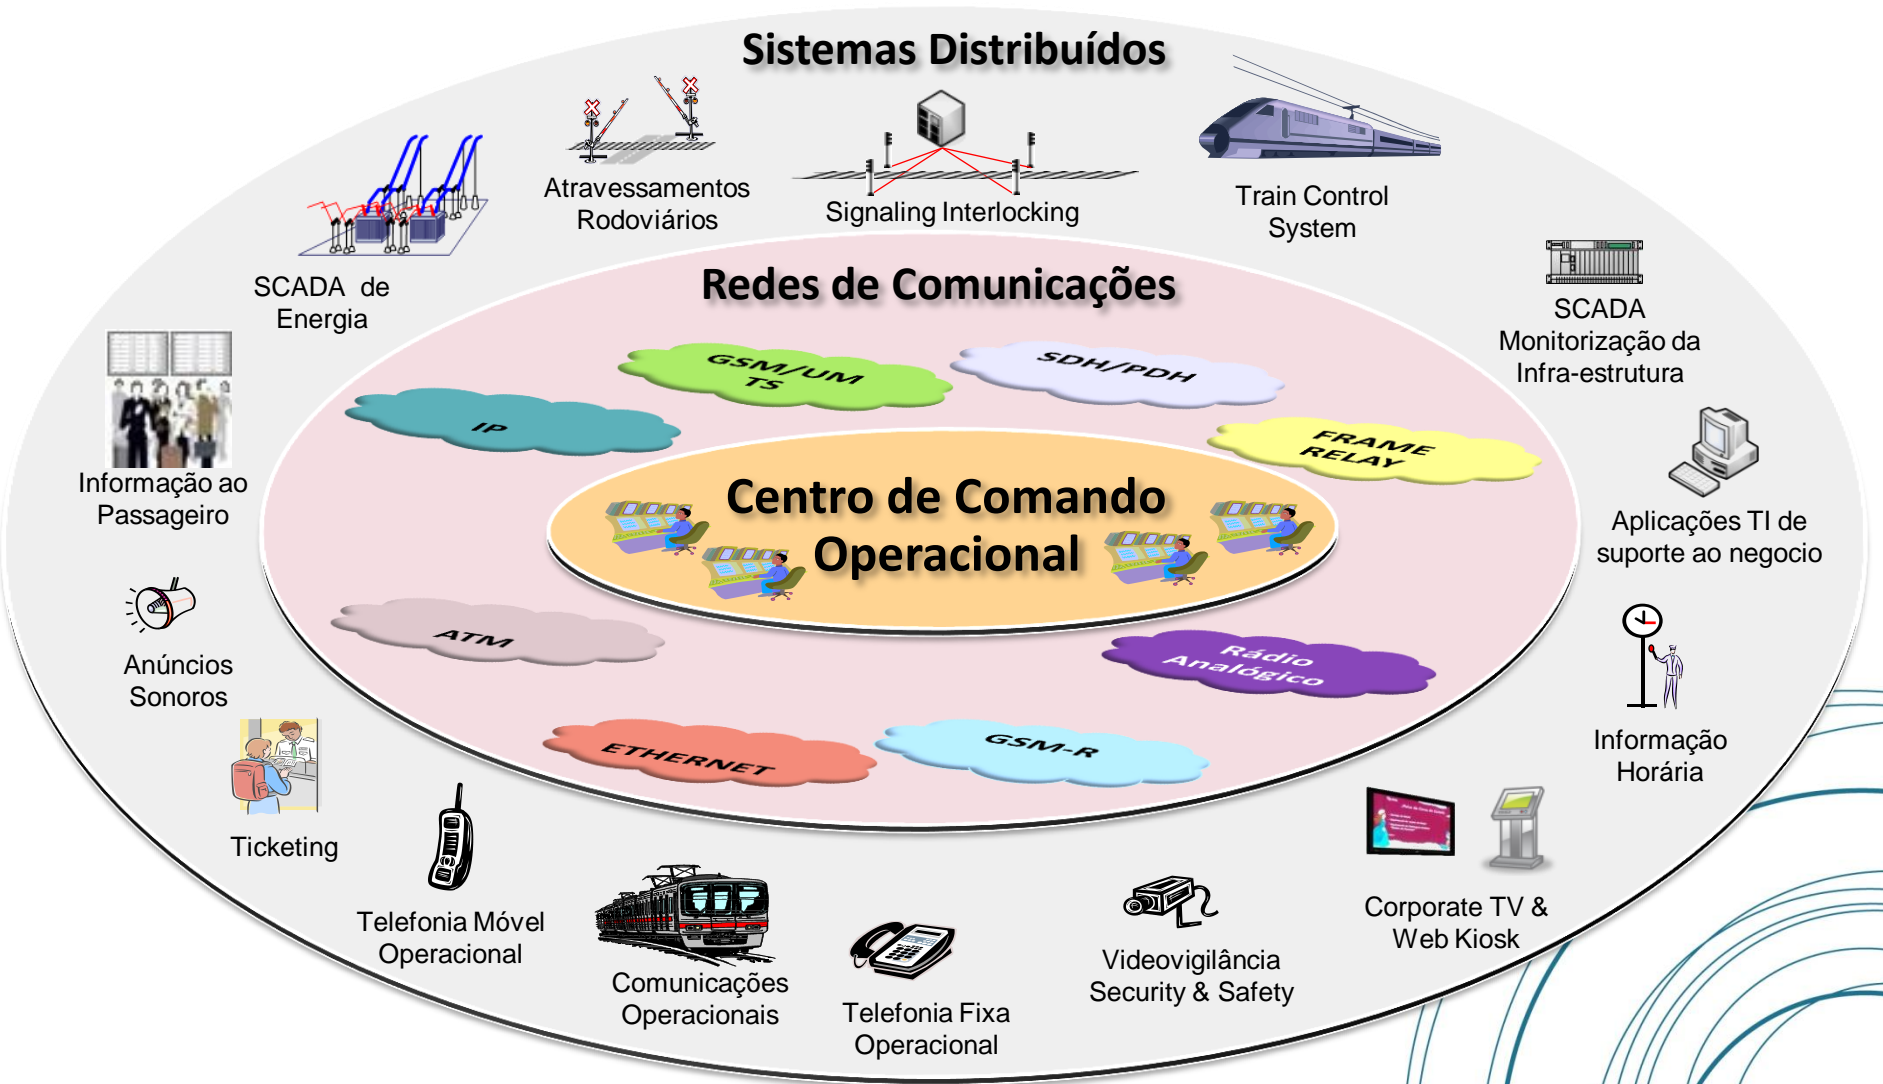 Sistemas Distribuídos
Atravessamentos
Rodoviários
Signaling Interlocking
Train Control
System
SCADA de
Energia
SCADA
Monitorização da
Infra-estrutura
Redes de Comunicações
GSM/UM
TS
SDH/PDH
IP
FRAME
RELAY
Informação ao
Passageiro
Centro de Comando
Operacional
Aplicações TI de
suporte ao negocio
ATM
Rádio
Analógico
Anúncios
Sonoros
ETHERNET
GSM-R
Informação
Horária
Ticketing
Telefonia Móvel
Operacional
Comunicações
Operacionais
Telefonia Fixa
Operacional
Videovigilância
Security & Safety
Corporate TV &
Web Kiosk